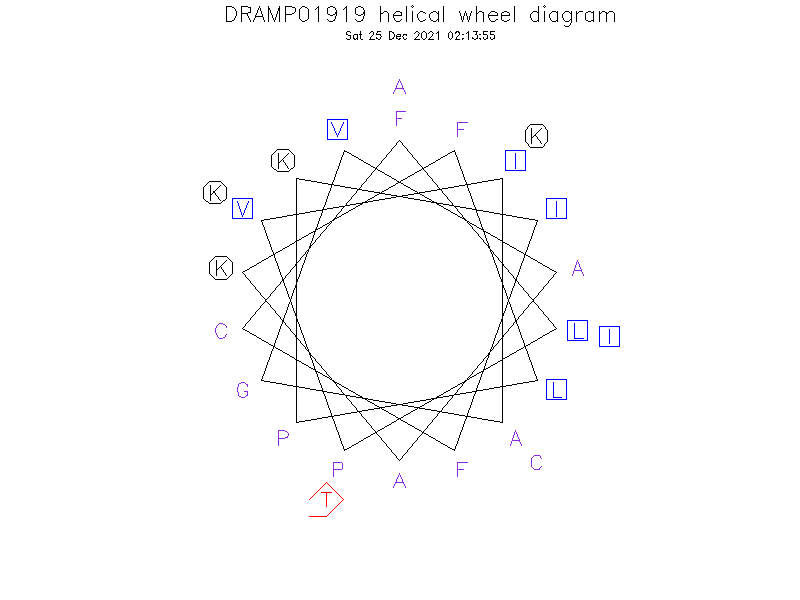 DRAMP01919 helical wheel diagram
Sat 25 Dec 2021 02:13:55
A
F
V F K
K I
K V I
K A
C L I
G L
P A
P A F C
T